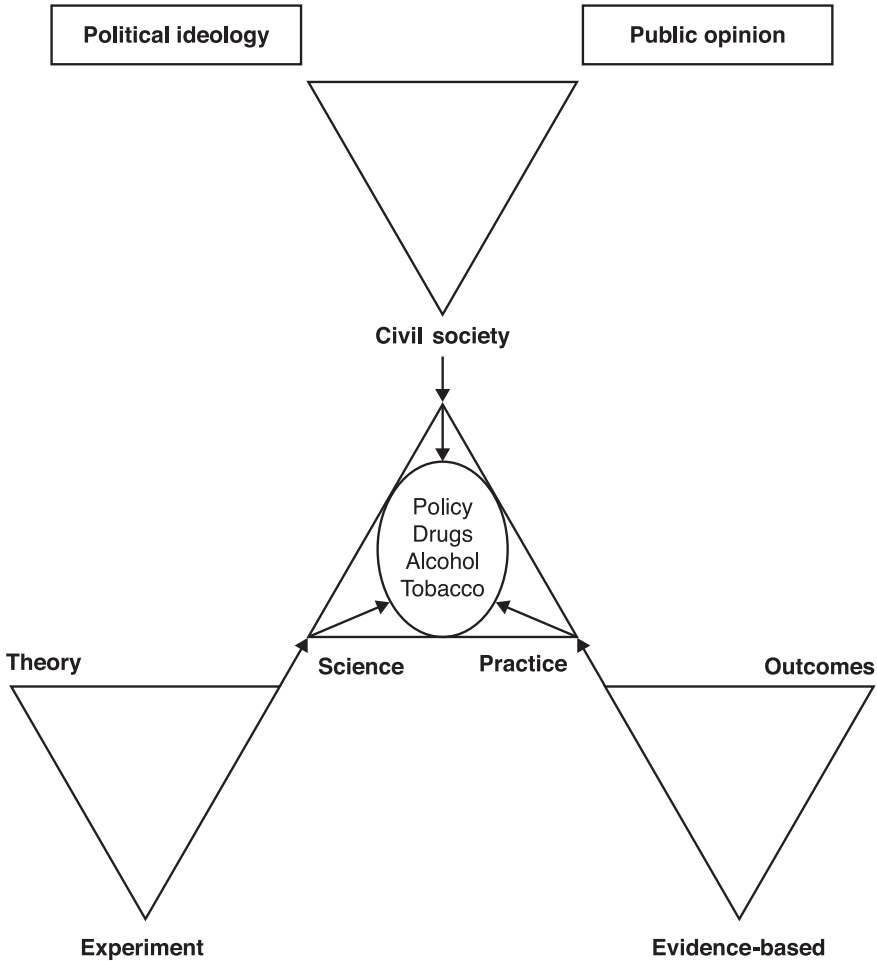 Political ideology
Public opinion
Civil society
Policy
Drugs
Alcohol
Tobacco
Theory
Science
Practice
Outcomes
Experiment
Evidence-based